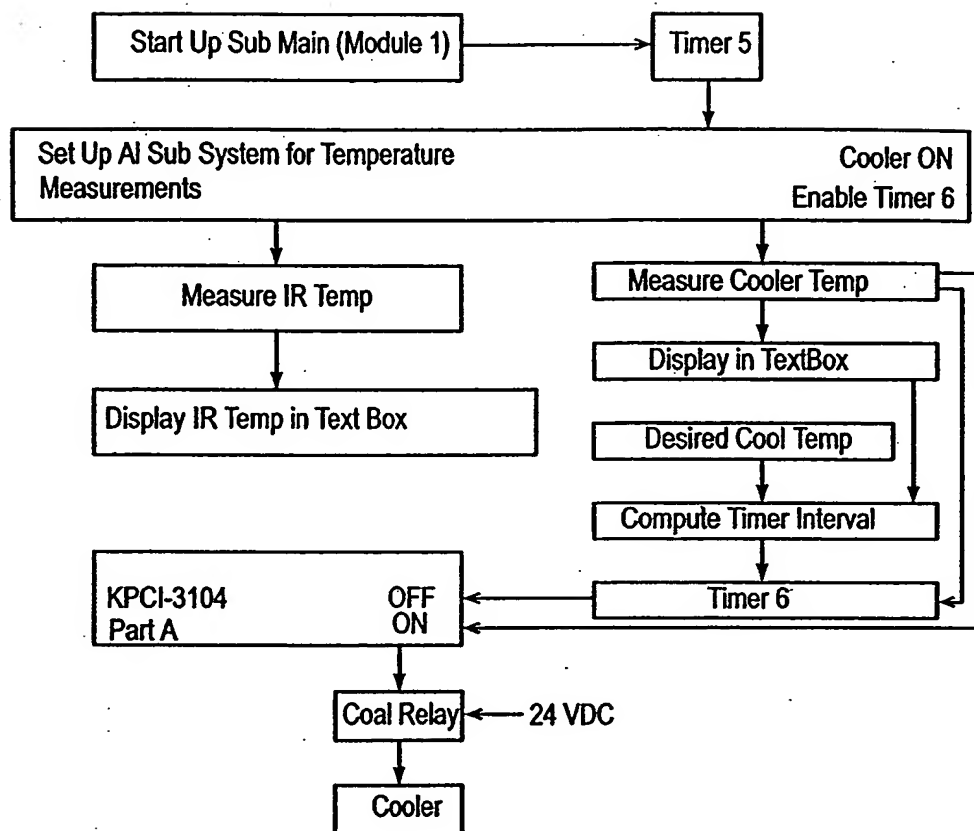 Start Up Sub Main (Module 1)
Timer 5
Set Up AI Sub System for Temperature
Measurements
Cooler ON
Enable Timer 6
Measure IR Temp
Measure Cooler Temp
Display in TextBox
Display IR Temp in Text Box
Desired Cool Temp
Compute Timer Interval
KPCI-3104
Part A
OFF
ON
Timer 6
Coal Relay
24 VDC
Cooler